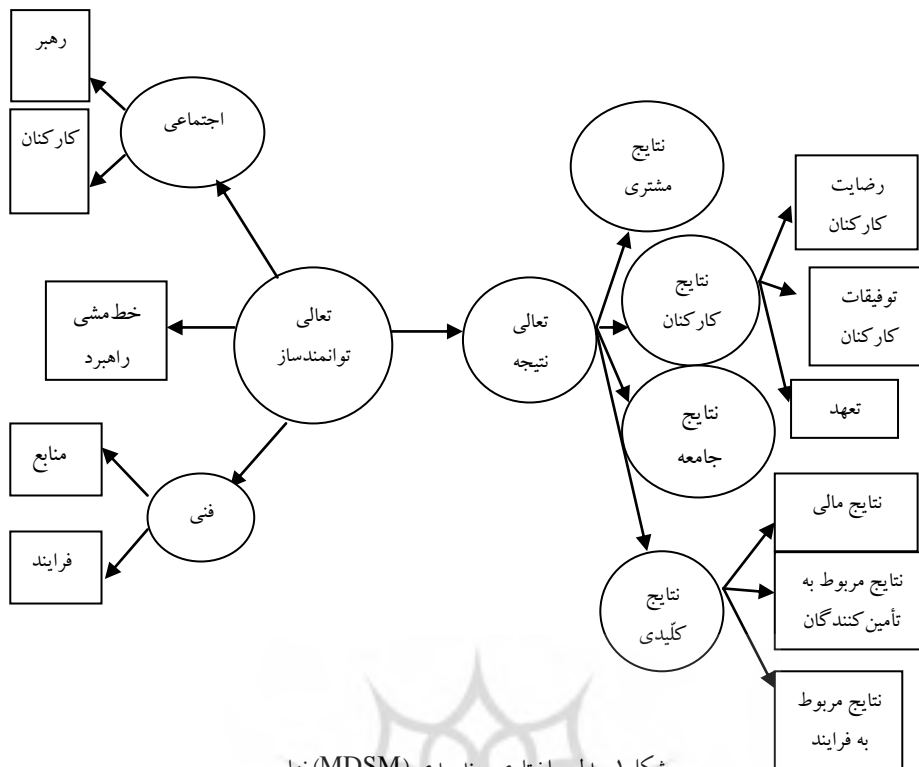 رهبر
کارکنان
اجتماعی
خط‌مشی
راهبرد
تعالی
توانمندساز
منابع
فرایند
فنی
تعالی
نتیجه
نتایج
مشتری
نتایج
کارکنان
نتایج
جامعه
نتایج
کلّیدی
رضایت
کارکنان
توفیقات
کارکنان
تعهد
نتایج مالی
نتایج مربوط به
تأمین‌کنندگان
نتایج مربوط
به فرایند
(MDSM)